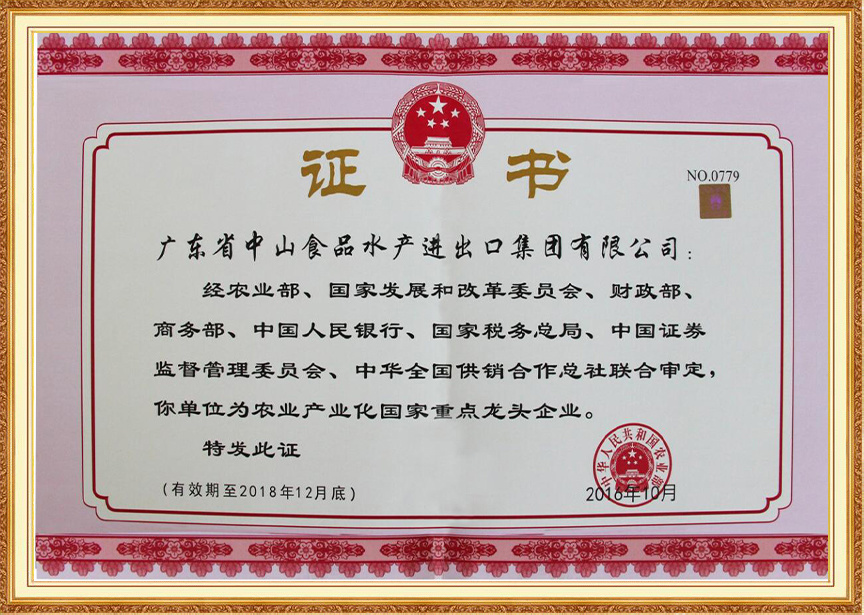 证书
NO.0779
广东省中山食品水产进出口集团有限公司：
经农业部、国家发展和改革委员会、财政部、
商务部、中国人民银行、国家税务总局、中国证券
监督管理委员会、中华全国供销合作总社联合审定，
你单位为农业产业化国家重点龙头企业。
特发此证
中华人民共和国农业部
（有效期至2018年12月底）
2016年10月